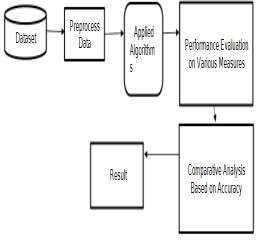 Dataset
Preprocess
Data
Applied
Algorithm
s
Performance Evaluation
on Various Measures
Comparative Analysis
Based on Accuracy
Result